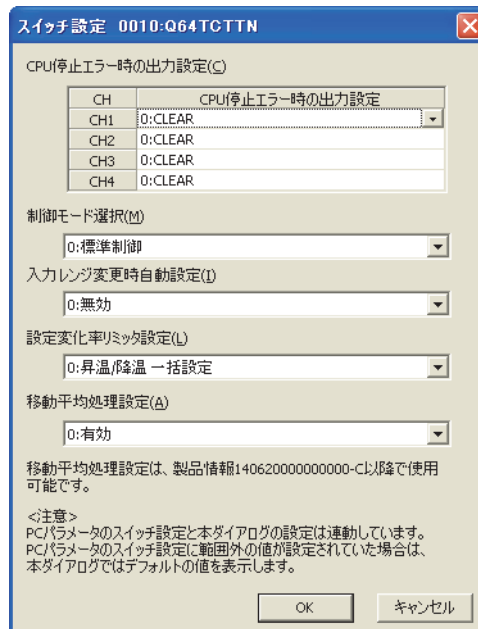 スイッチ設定 0010:Q64TCTTN
CPU停止エラー時の出力設定(C)
CH CPU停止エラー時の出力設定
CH1 0:CLEAR
CH2 0:CLEAR
CH3 0:CLEAR
CH4 0:CLEAR
制御モード選択(M)
0:標準制御
入力レンジ変更時自動設定(I)
0:無効
設定変化率リミッタ設定(L)
0:昇温/降温 一括設定
移動平均処理設定(A)
0:有効
移動平均処理設定は、製品情報140620000000000-C以降で使用
可能です。
<注意>
PCパラメータのスイッチ設定と本ダイアログの設定は連動しています。
PCパラメータのスイッチ設定に範囲外の値が設定されていた場合は、
本ダイアログではデフォルトの値を表示します。
OK キャンセル